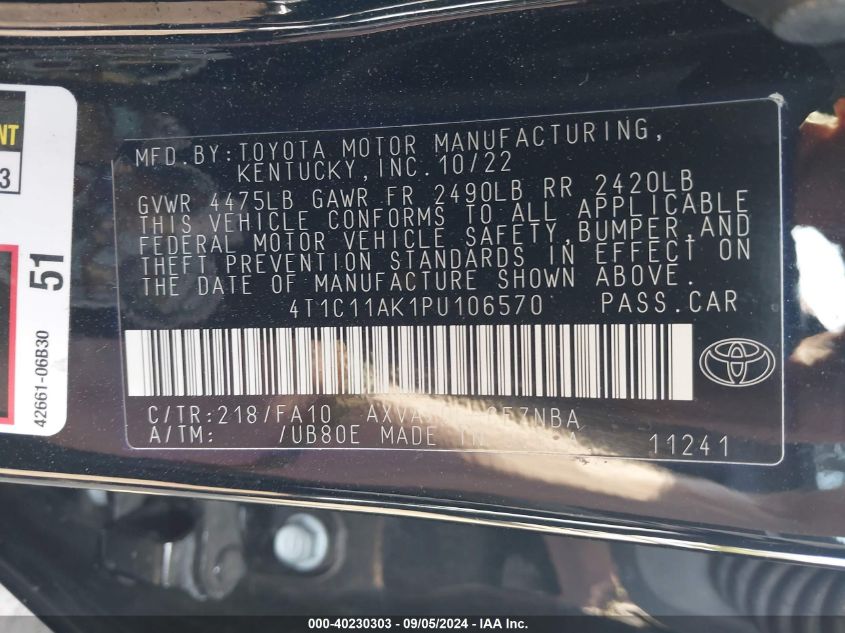 NT
3
51
42661-06B30
MFD.BY:TOYOTA MOTOR MANUFACTURING,
KENTUCKY,INC.10/22
GVWR 4475LB GAWR FR 2490LB RR 2420LB
THIS VEHICLE CONFORMS TO ALL APPLICABLE
FEDERAL MOTOR VEHICLE SAFETY,BUMPER,AND
THEFT PREVENTION STANDARDS IN EFFECT ON
THE DATE OF MANUFACTURE SHOWN ABOVE.
4T1C11AK1PU106570 PASS.CAR
C/TR:218/FA10
A/TM: /UB80E MADE
11241
000-40230303 - 09/05/2024 - IAA Inc.